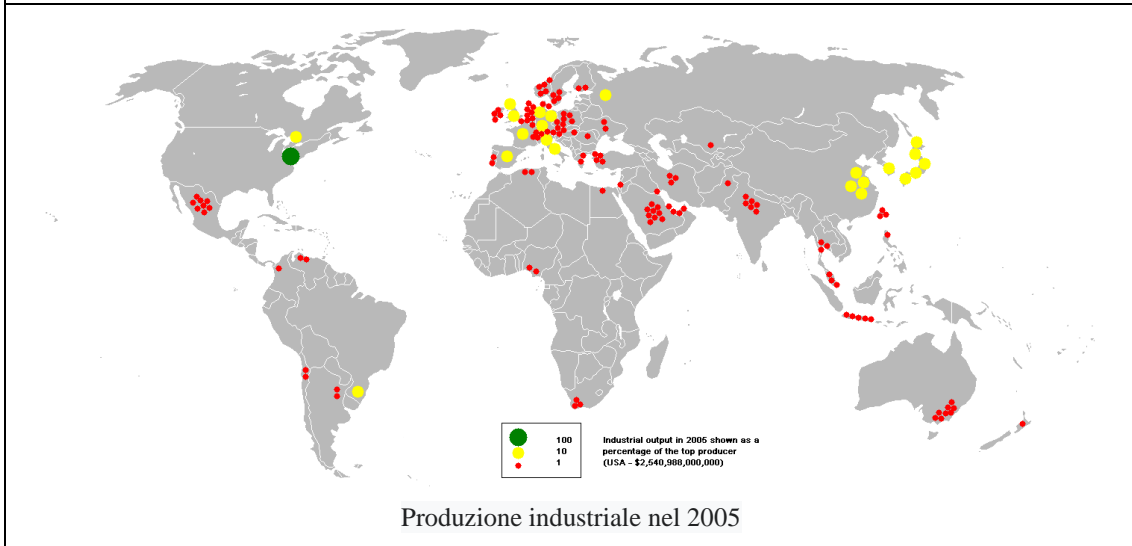 100 Industrial output in 2005 shown as a
10 percentage of the top producer
1 (USA - $2,540,988,000,000)
Produzione industriale nel 2005